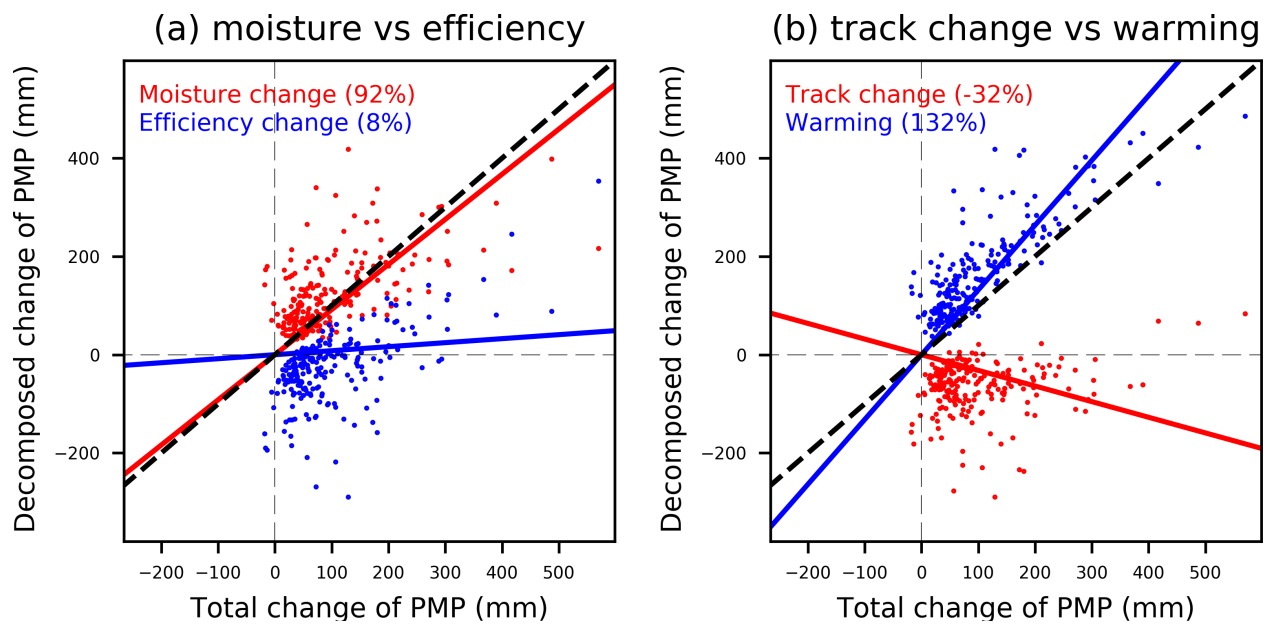 (a) moisture vs efficiency
Decomposed change of PMP (mm)
Moisture change (92%)
Efficiency change (8%)
400
200
0
−200
−200 −100 0 100 200 300 400 500
Total change of PMP (mm)
(b) track change vs warming
Decomposed change of PMP (mm)
Track change (-32%)
Warming (132%)
400
200
0
−200
−200 −100 0 100 200 300 400 500
Total change of PMP (mm)